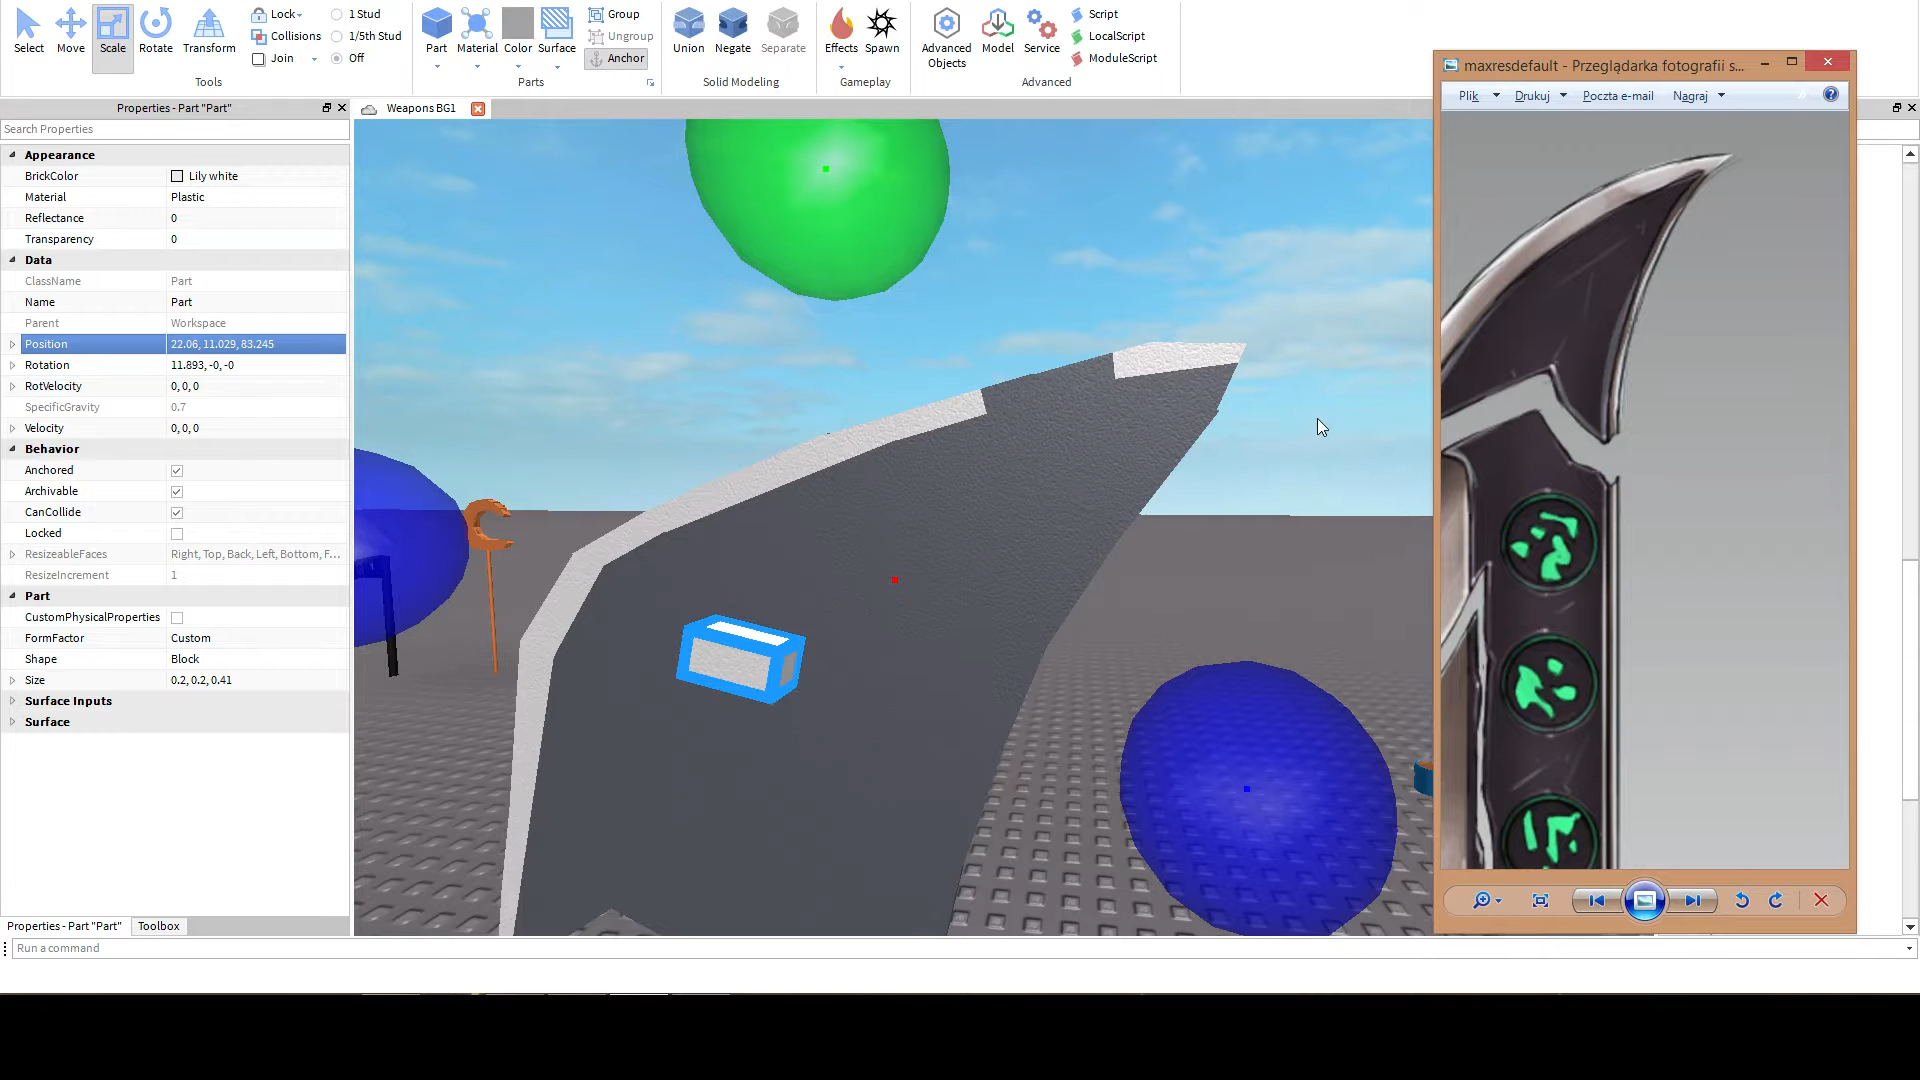 Select
Move
Scale
Rotate
Transform
Lock
Collisions
Join
1 Stud
1/5th Stud
Off
Tools
Part
Material
Color
Surface
Group
Ungroup
Anchor
Parts
Union
Negate
Separate
Solid Modeling
Effects
Spawn
Gameplay
Advanced
Objects
Model
Service
Script
LocalScript
ModuleScript
Advanced
Properties - Part "Part"
Search Properties
Appearance
BrickColor Lily white
Material Plastic
Reflectance 0
Transparency 0
Data
ClassName Part
Name Part
Parent Workspace
Position 22.06, 11.029, 83.245
Rotation 11.893, -0, -0
RotVelocity 0, 0, 0
SpecificGravity 0.7
Velocity 0, 0, 0
Behavior
Anchored
Archivable
CanCollide
Locked
ResizeableFaces Right, Top, Back, Left, Bottom, F...
ResizeIncrement 1
Part
CustomPhysicalProperties
FormFactor Custom
Shape Block
Size 0.2, 0.2, 0.41
Surface Inputs
Surface
Properties - Part "Part"
Toolbox
Run a command
Weapons BG1
maxresdefault - Przeglądarka fotografii s...
Plik
Drukuj
Poczta e-mail
Nagraj